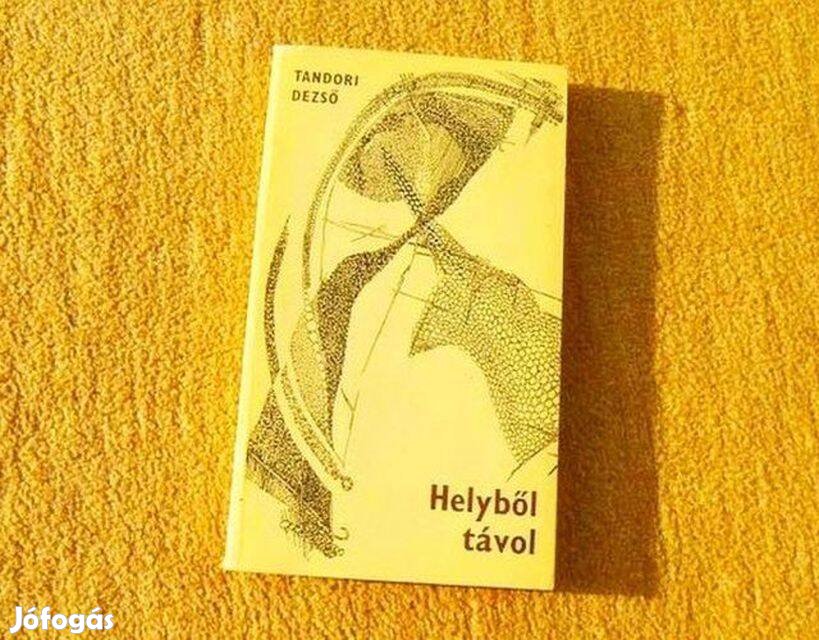 TANDORI
DEZSŐ
Helyből
távol
Jófogás